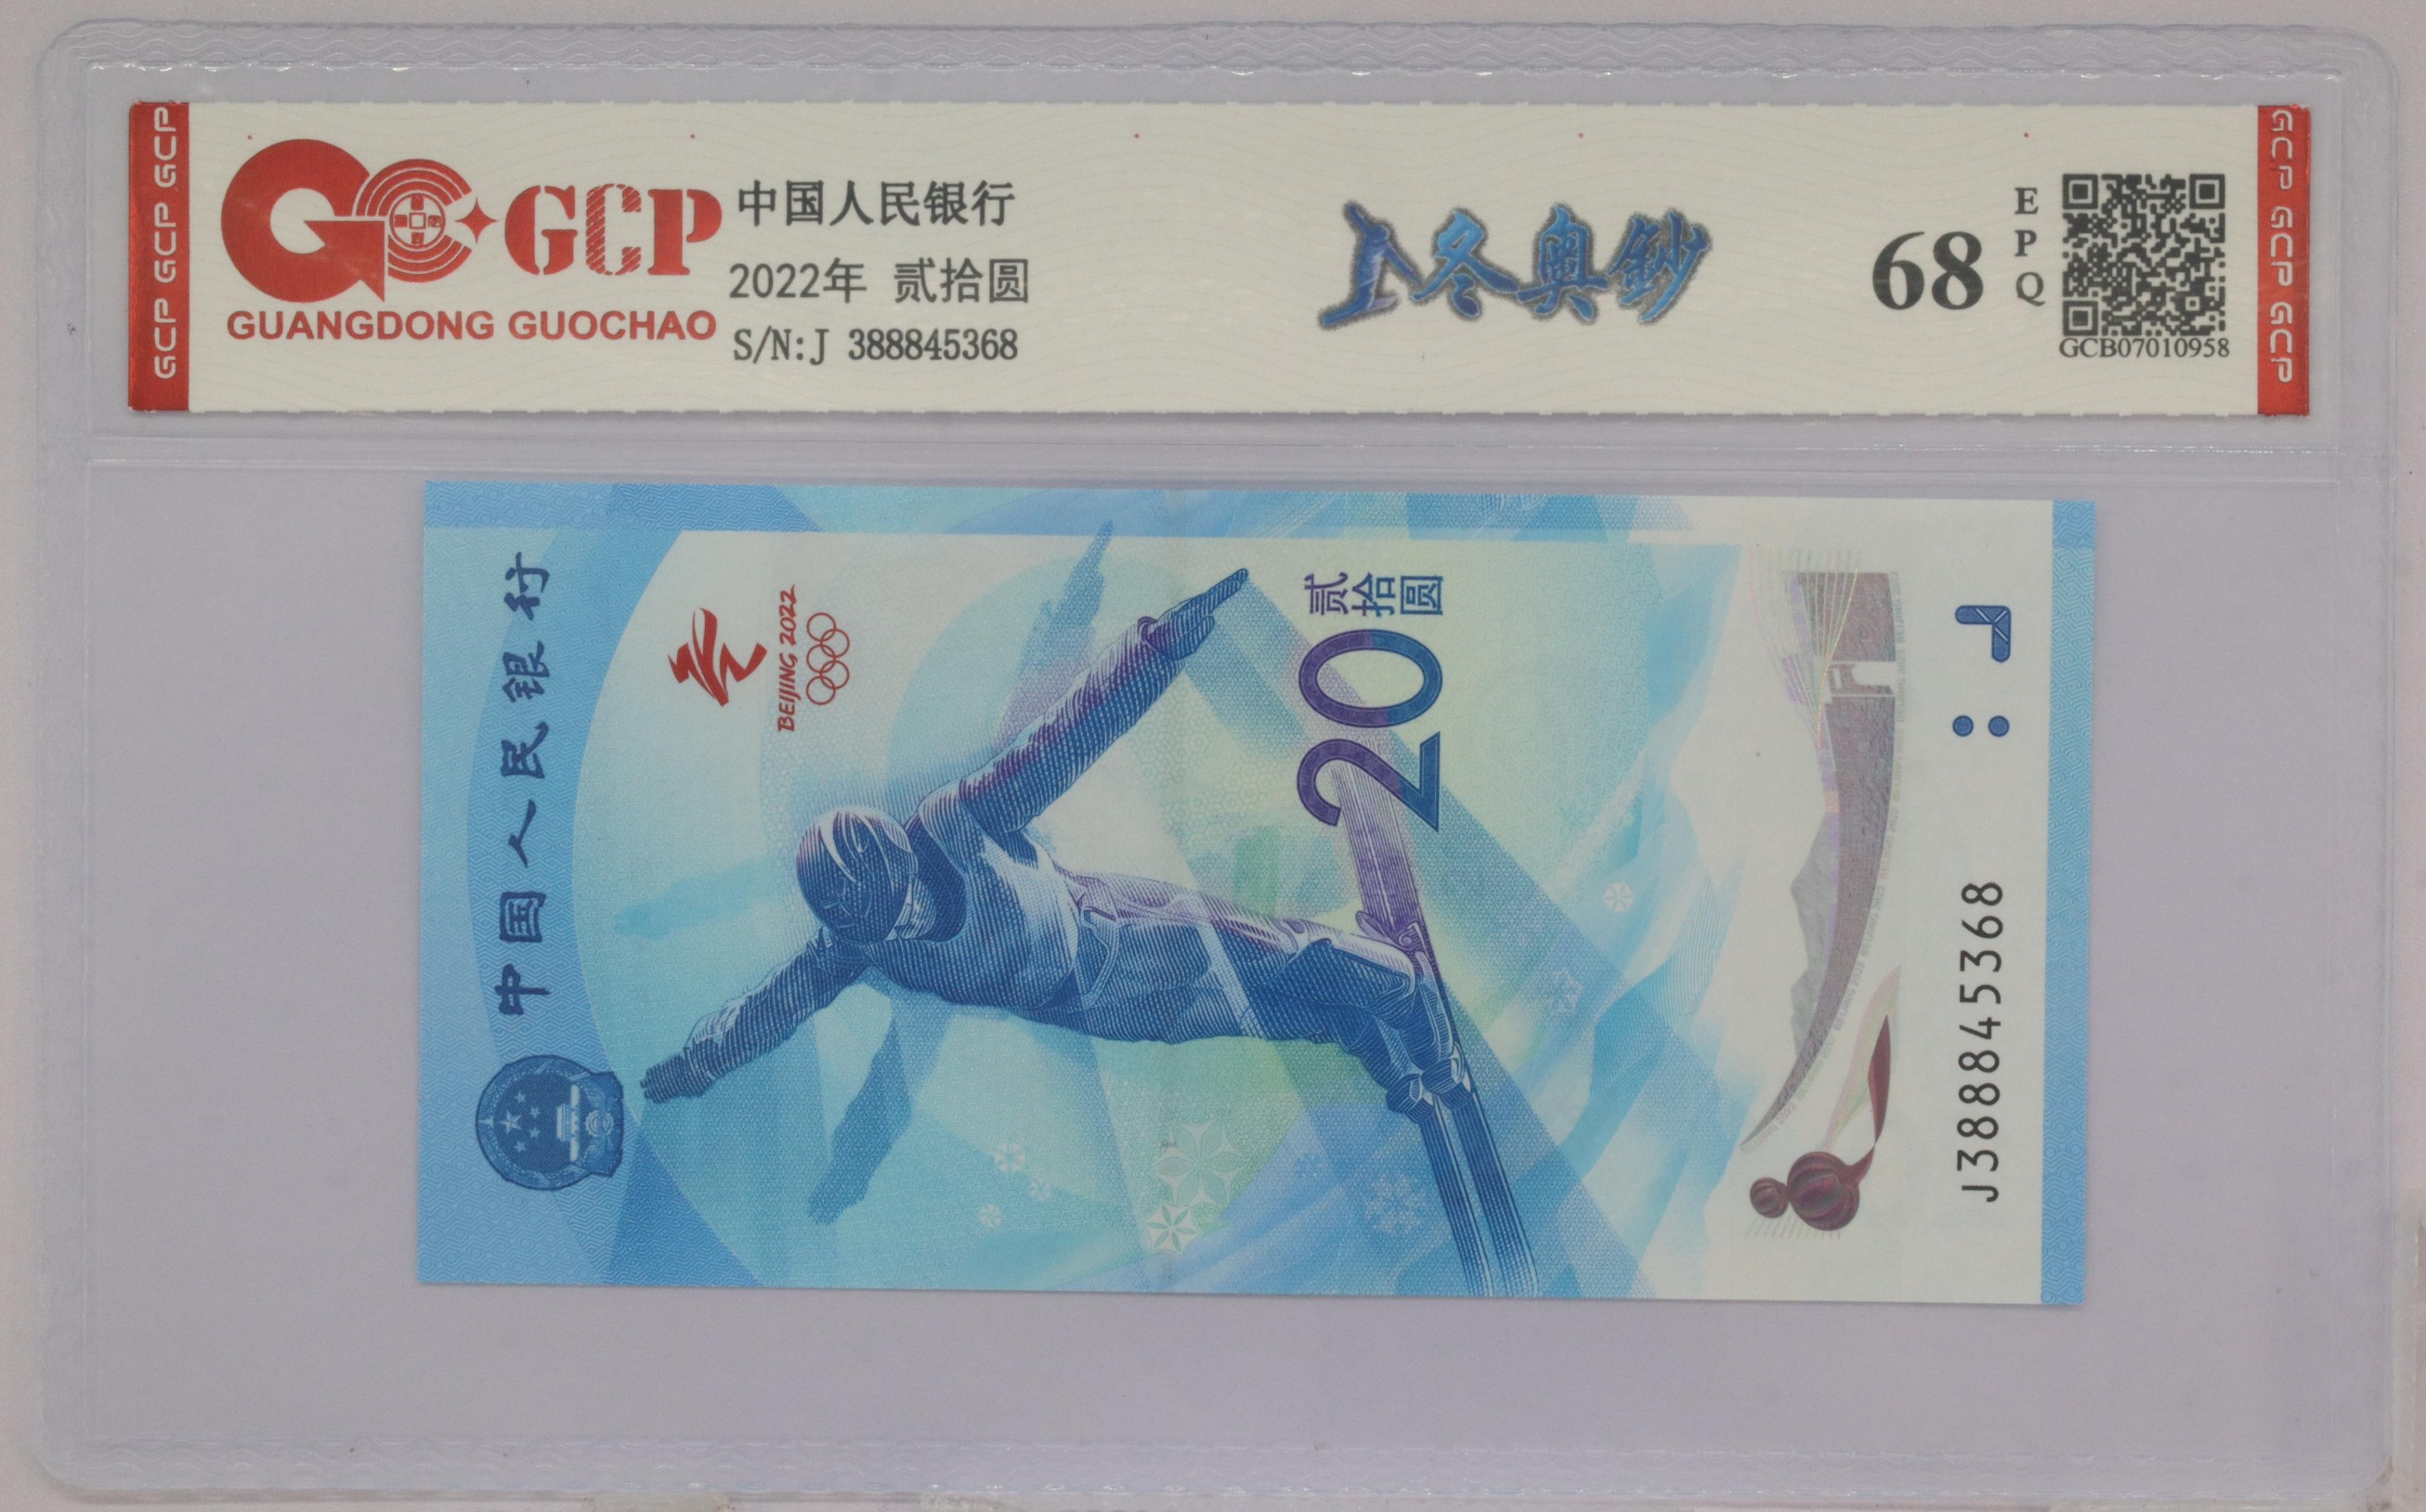 GCP GCP GCP
GCP
GUANGDONG GUOCHAO
中国人民银行
2022年 贰拾圆
S/N:J 388845368
冬奥鈔
68
EPQ
GCB07010958
GCP GCP GCP
中国人民银行
BEIJING 2022
贰拾圆
20
J388845368